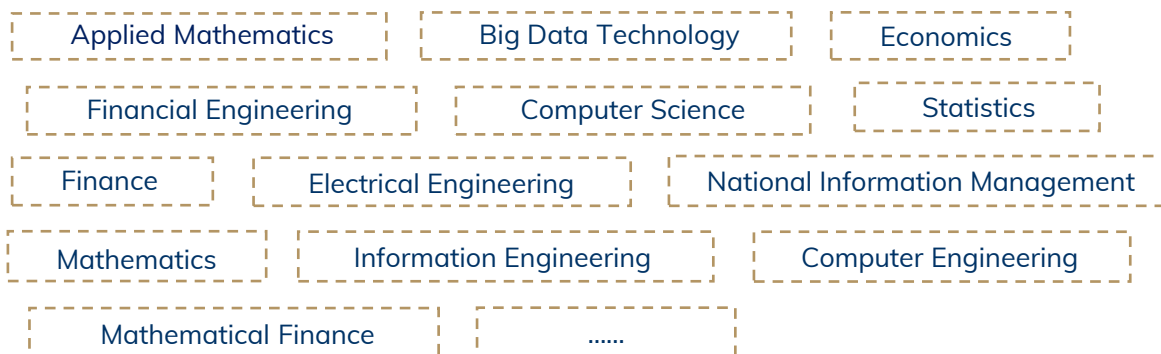 Applied Mathematics
Big Data Technology
Economics
Financial Engineering
Computer Science
Statistics
Finance
Electrical Engineering
National Information Management
Mathematics
Information Engineering
Computer Engineering
Mathematical Finance
......